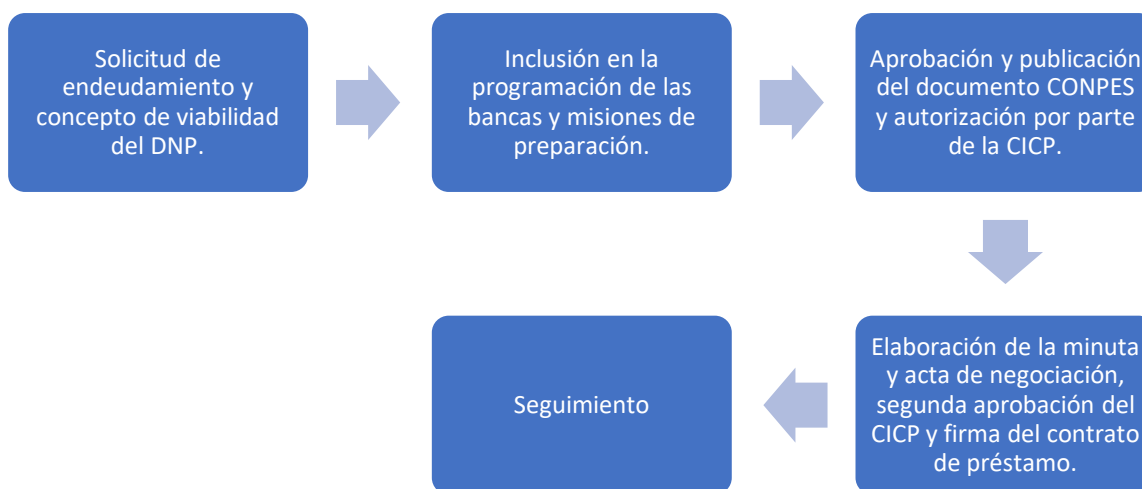 Solicitud de
endeudamiento y
concepto de viabilidad
del DNP.
Inclusión en la
programación de las
bancas y misiones de
preparación.
Aprobación y publicación
del documento CONPES
y autorización por parte
de la CICP.
Elaboración de la minuta
y acta de negociación,
segunda aprobación del
CICP y firma del contrato
de préstamo.
Seguimiento